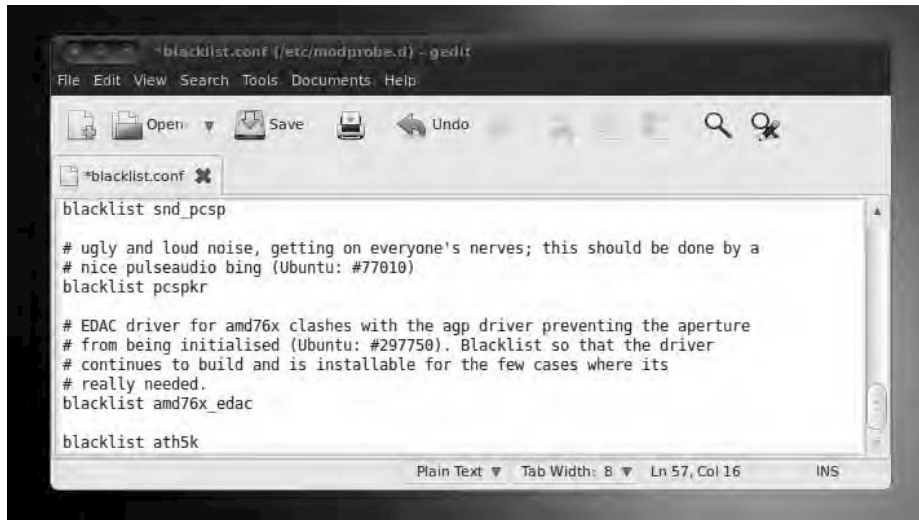 *blacklist.conf (/etc/modprobe.d) - gedit
File Edit View Search Tools Documents Help
Open Save Undo
*blacklist.conf
blacklist snd_pcsp
# ugly and loud noise, getting on everyone's nerves; this should be done by a
# nice pulseaudio bing (Ubuntu: #77010)
blacklist pcspkr
# EDAC driver for amd76x clashes with the agp driver preventing the aperture
# from being initialised (Ubuntu: #297750). Blacklist so that the driver
# continues to build and is installable for the few cases where its
# really needed.
blacklist amd76x_edac
blacklist ath5k
Plain Text Tab Width: 8 Ln 57, Col 16 INS